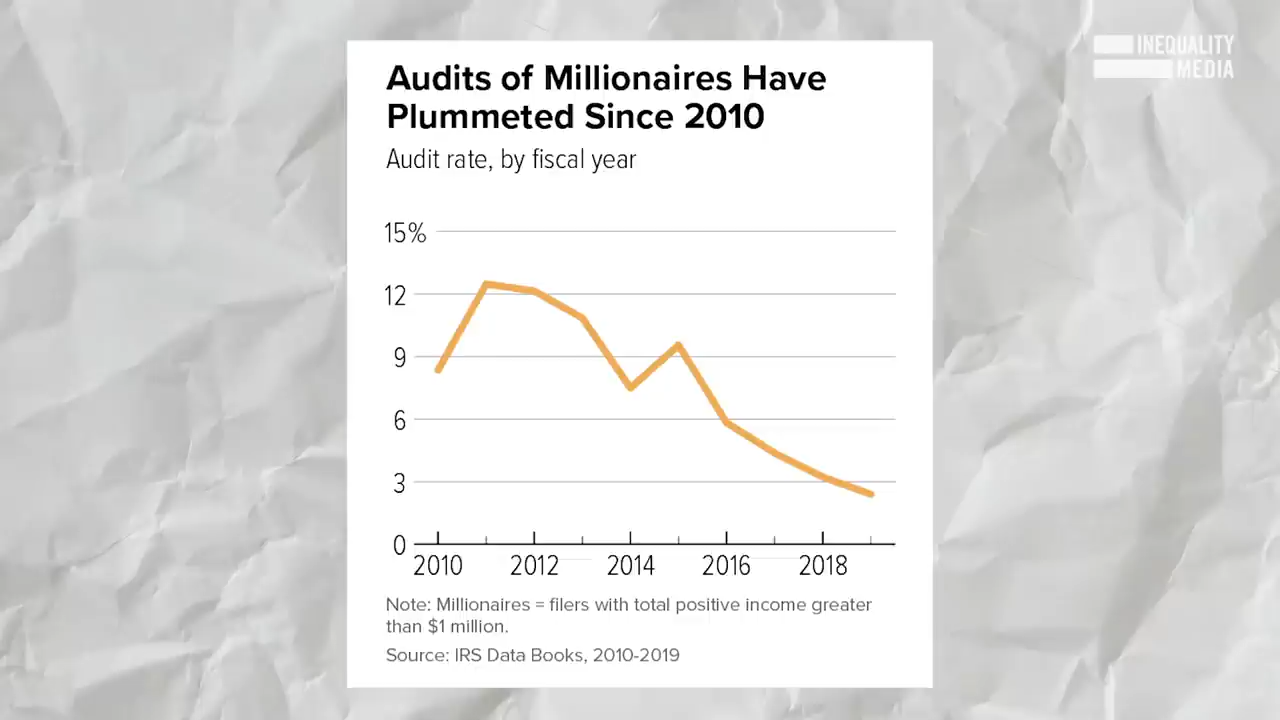 INEQUALITY
MEDIA
Audits of Millionaires Have
Plummeted Since 2010
Audit rate, by fiscal year
15%
12
9
6
3
0
2010 2012 2014 2016 2018
Note: Millionaires = filers with total positive income greater
than $1 million.
Source: IRS Data Books, 2010-2019